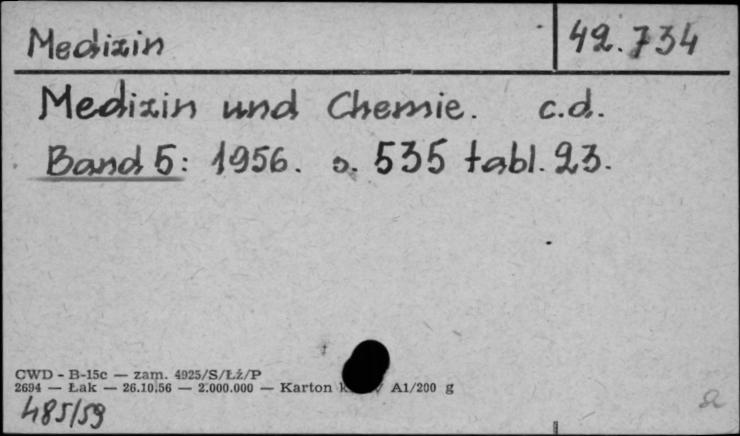 Medizin 42.734
Medizin und Chemie. c.d.
Band 5: 1956. s. 535 tabl. 23.
CWD - B-15c — zam. 4925/S/Łź/P
2694 — Łak — 26.10.56 — 2.000.000 — Karton A1/200 g
485/59